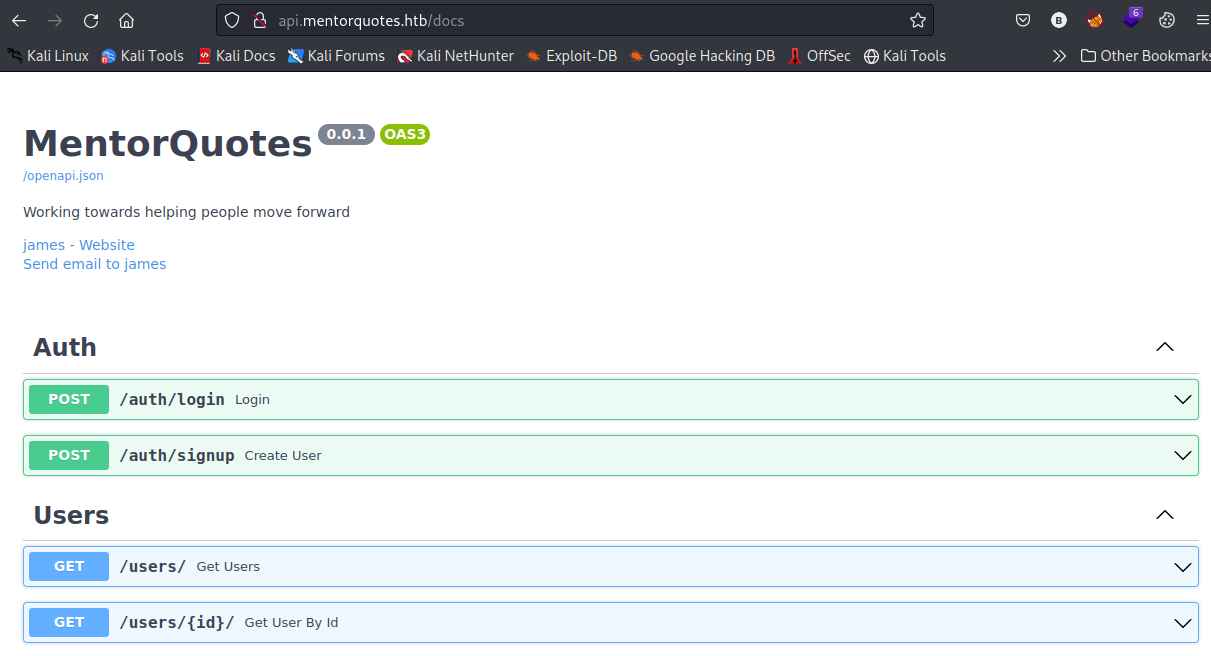 api.mentorquotes.htb/docs
B
6
Kali Linux Kali Tools Kali Docs Kali Forums Kali NetHunter Exploit-DB Google Hacking DB OffSec Kali Tools Other Bookmarks
MentorQuotes 0.0.1 OAS3
/openapi.json
Working towards helping people move forward
james - Website
Send email to james
Auth
POST /auth/login Login
POST /auth/signup Create User
Users
GET /users/ Get Users
GET /users/{id}/ Get User By Id